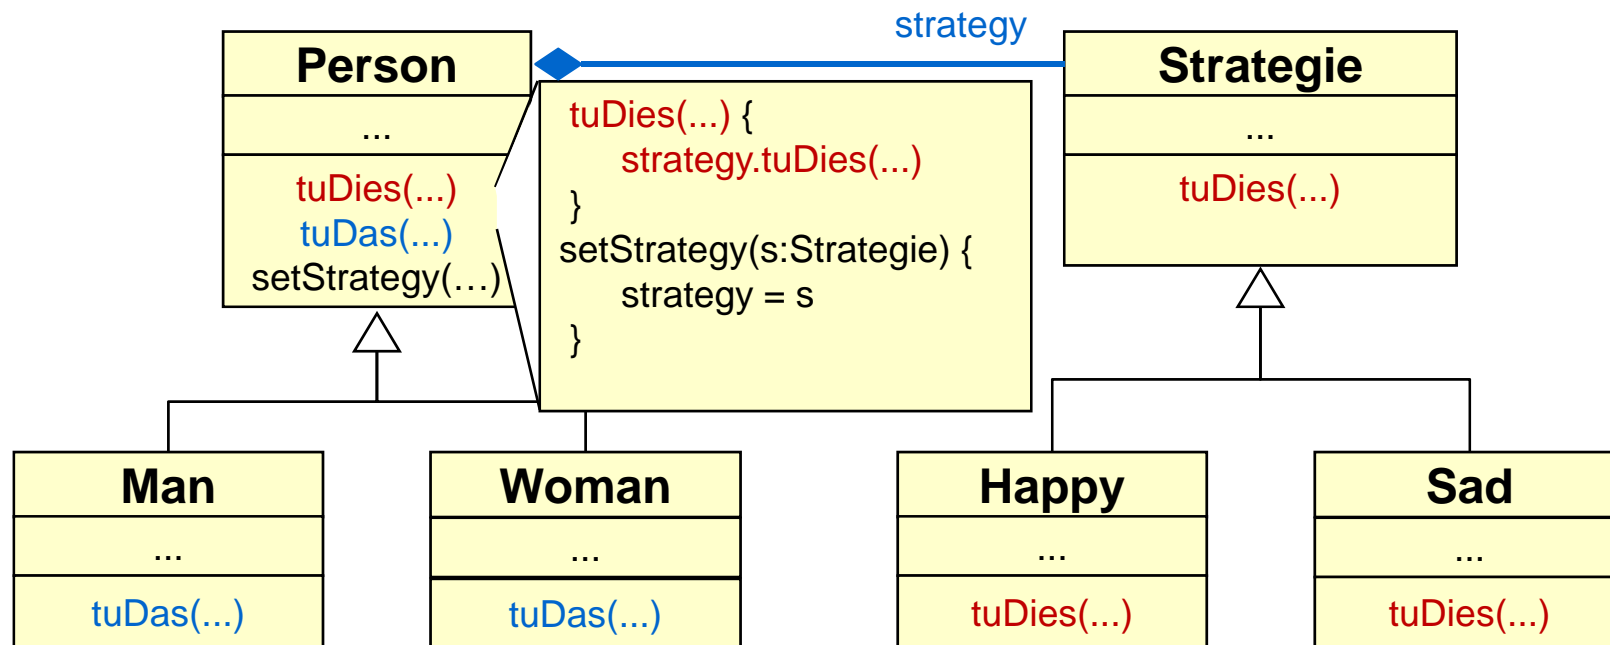 strategy
Person
...
tuDies(...)
tuDas(...)
setStrategy(...)
tuDies(...) {
strategy.tuDies(...)
}
setStrategy(s:Strategie) {
strategy = s
}
Strategie
...
tuDies(...)
Man
...
tuDas(...)
Woman
...
tuDas(...)
Happy
...
tuDies(...)
Sad
...
tuDies(...)